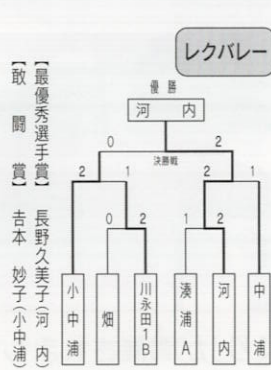 レクバレー
優勝
河内
0 2
決勝戦
2 1 2 1
0 2 1 2
小中浦
畑
川永田1B
湊浦A
河内
中浦
【最優秀選手賞】 長野久美子(河内)
【敢闘賞】 吉本妙子(小中浦)